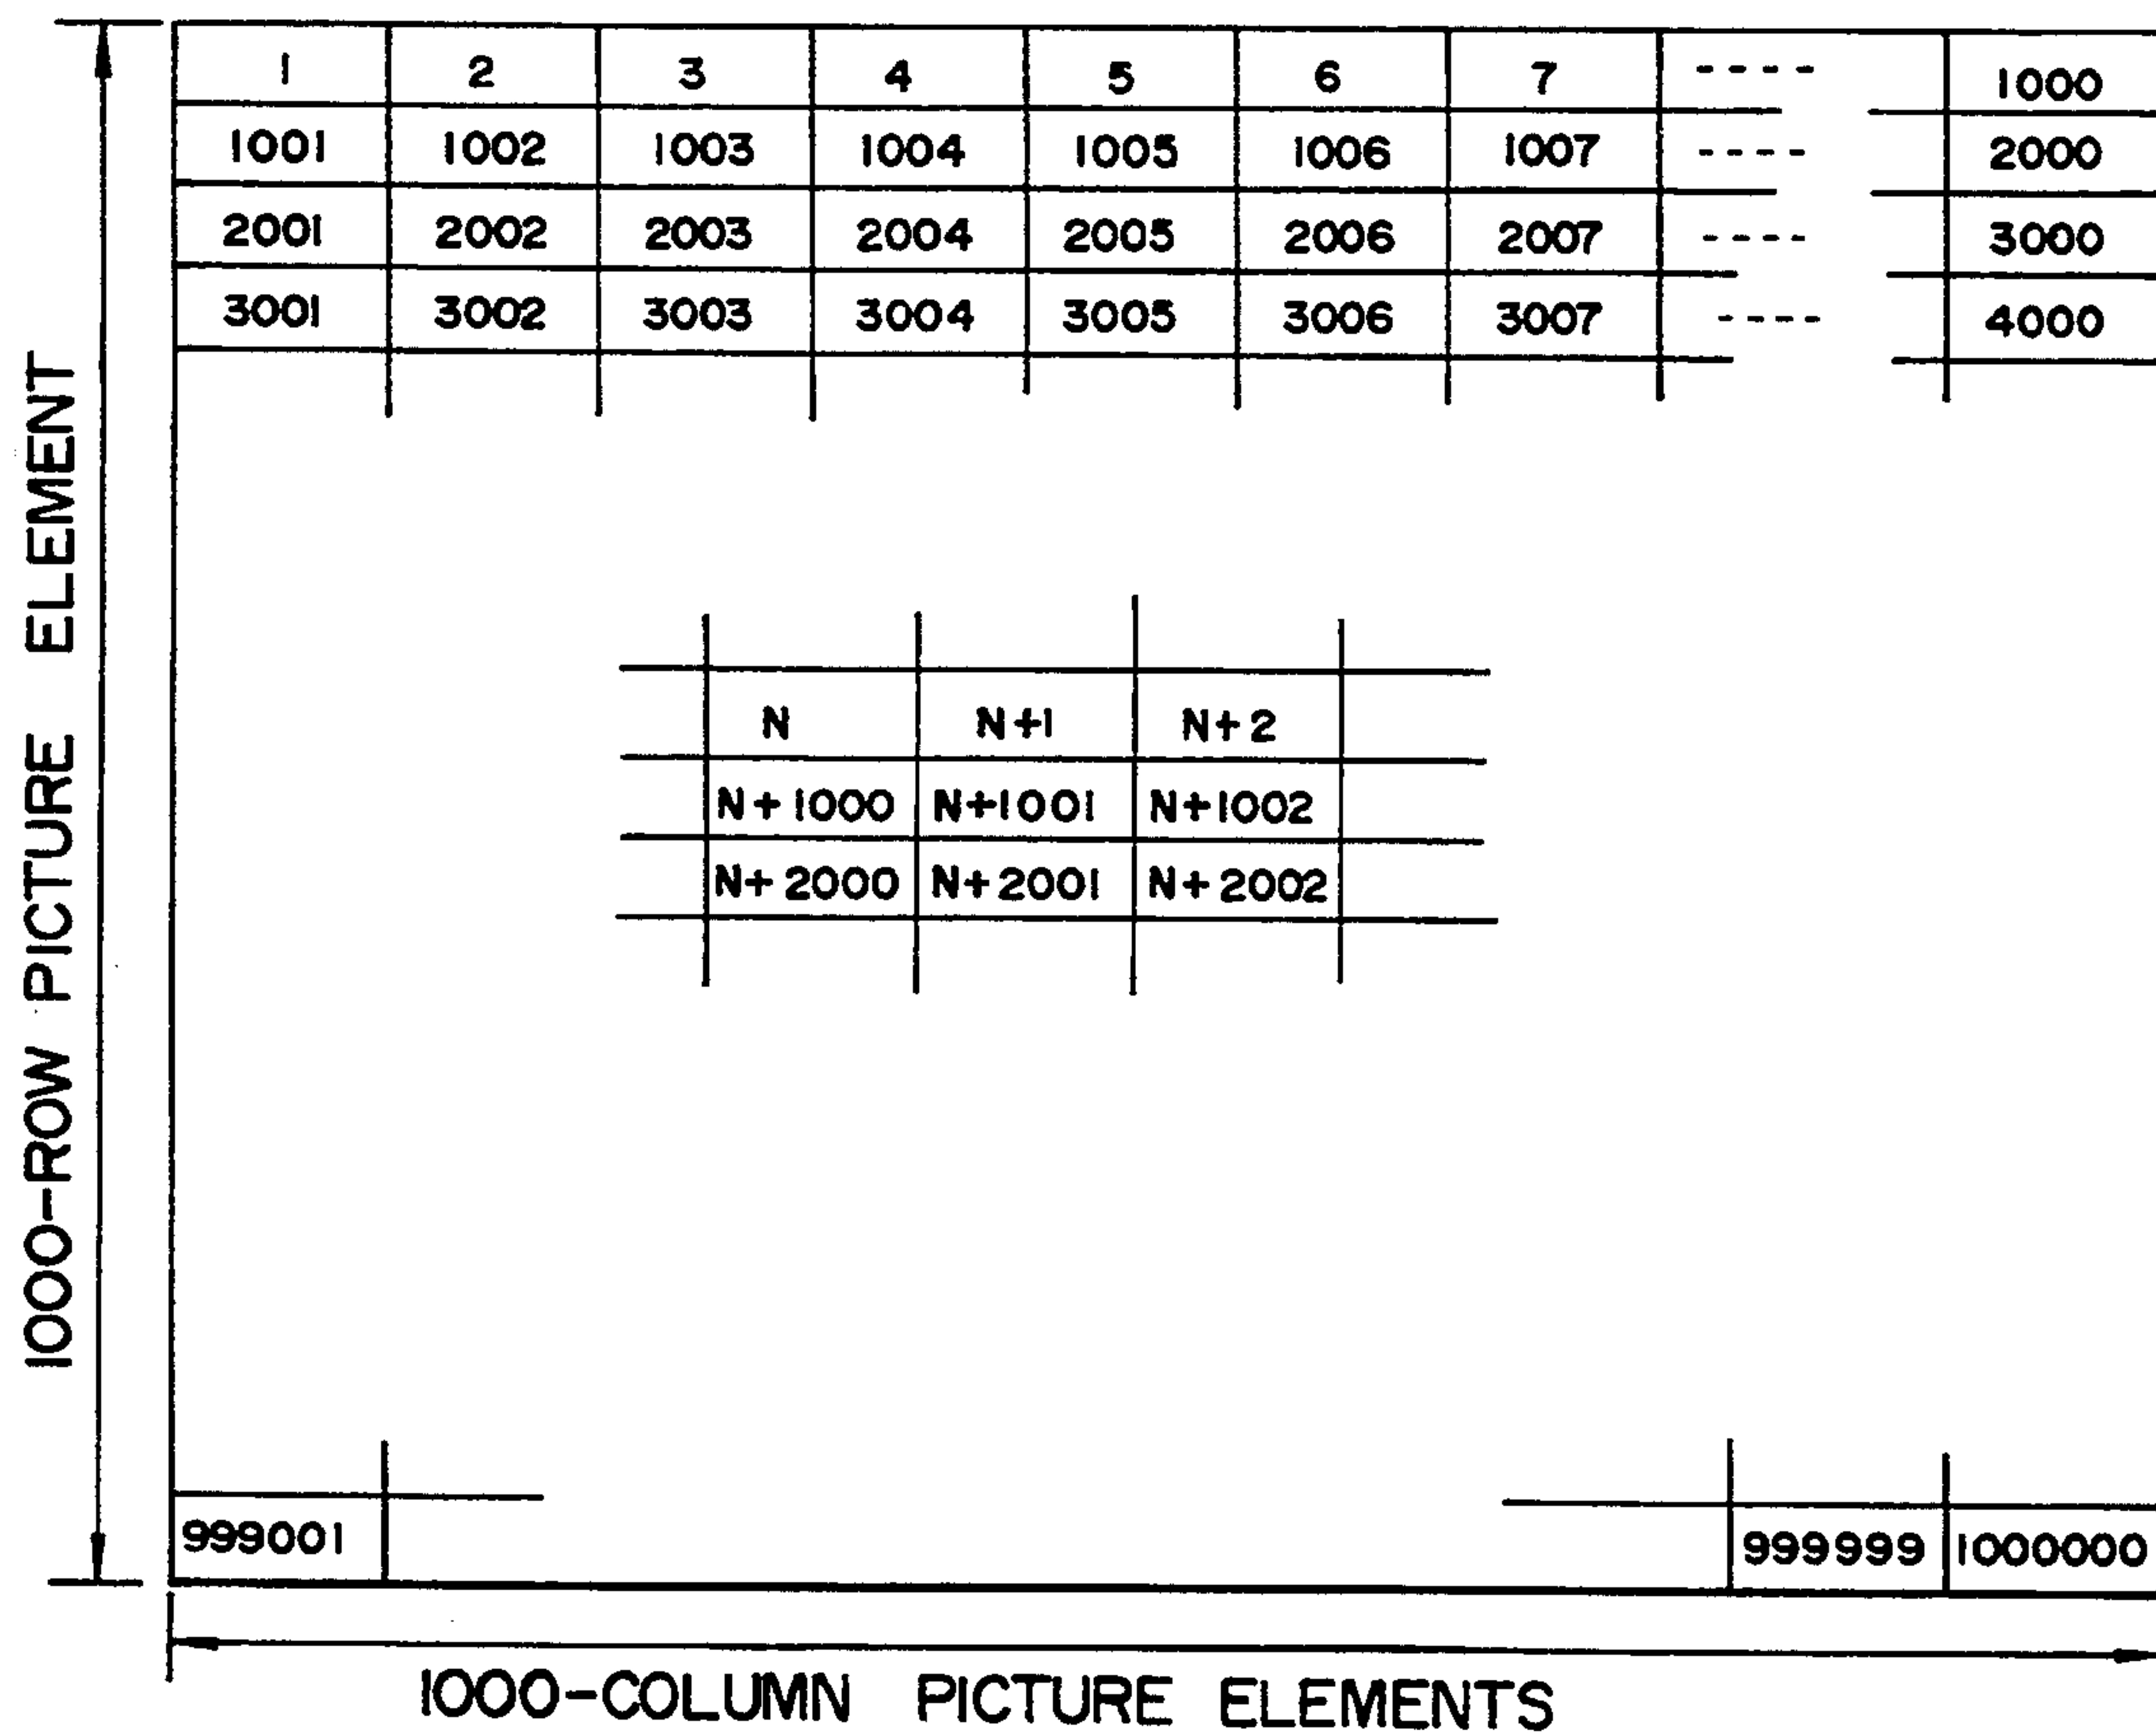 1 2 3 4 5 6 7 ---- 1000
1001 1002 1003 1004 1005 1006 1007 ---- 2000
2001 2002 2003 2004 2005 2006 2007 ---- 3000
3001 3002 3003 3004 3005 3006 3007 ---- 4000
N N+1 N+2
N+1000 N+1001 N+1002
N+2000 N+2001 N+2002
999001 999999 1000000
1000-ROW PICTURE ELEMENT
1000-COLUMN PICTURE ELEMENTS